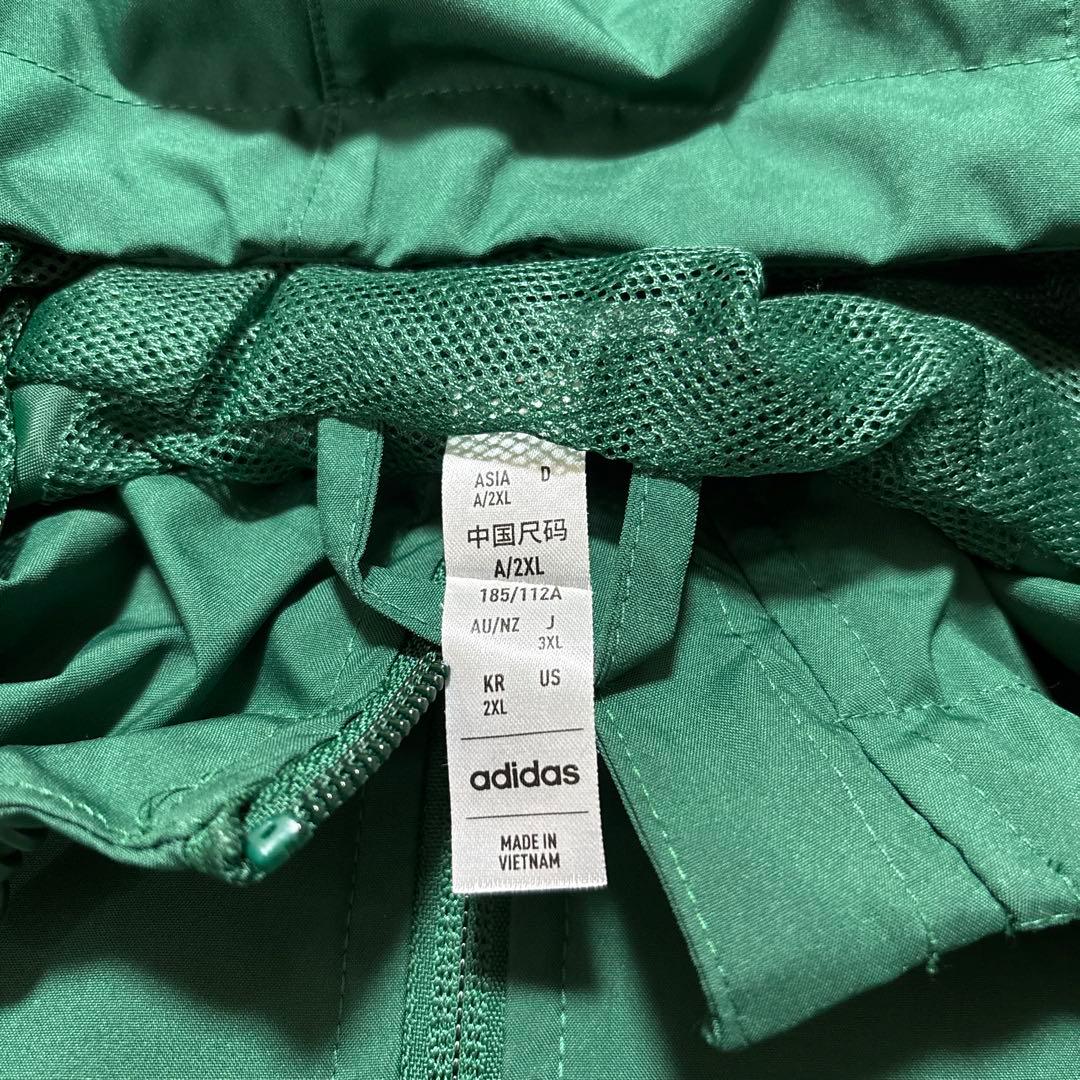 ASIA D
A/2XL
中国尺码
A/2XL
185/112A
AU/NZ J
3XL
KR US
2XL
adidas
MADE IN
VIETNAM